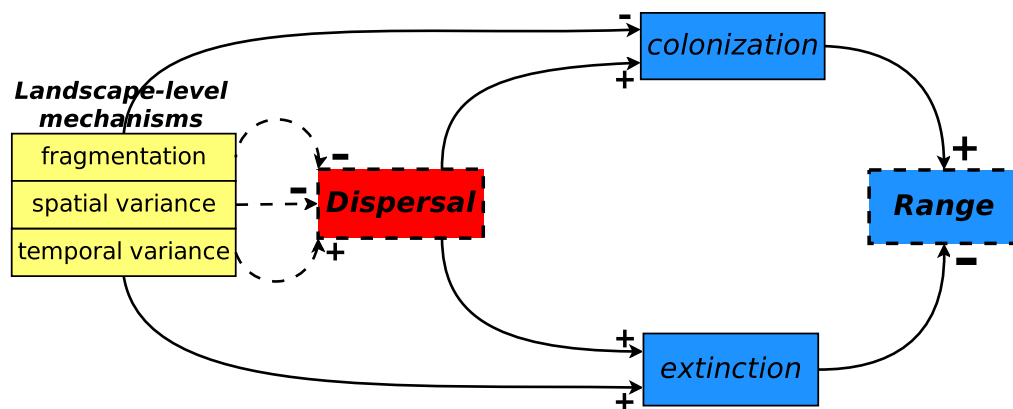 -
colonization
+
Landscape-level
mechanisms
fragmentation
spatial variance
temporal variance
-
-
+
Dispersal
+
Range
-
+
extinction
+